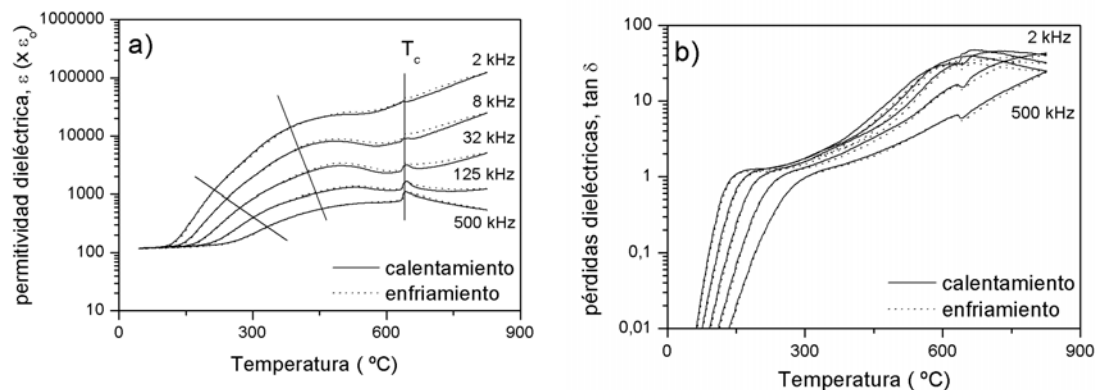 a)
permitividad dieléctrica, ε (x ε₀)
1000000
100000
10000
1000
100
10
T_c
2 kHz
8 kHz
32 kHz
125 kHz
500 kHz
calentamiento
enfriamiento
0 300 600 900
Temperatura ( ºC)
b)
pérdidas dieléctricas, tan δ
100
10
1
0,1
0,01
2 kHz
500 kHz
calentamiento
enfriamiento
0 300 600 900
Temperatura ( ºC)